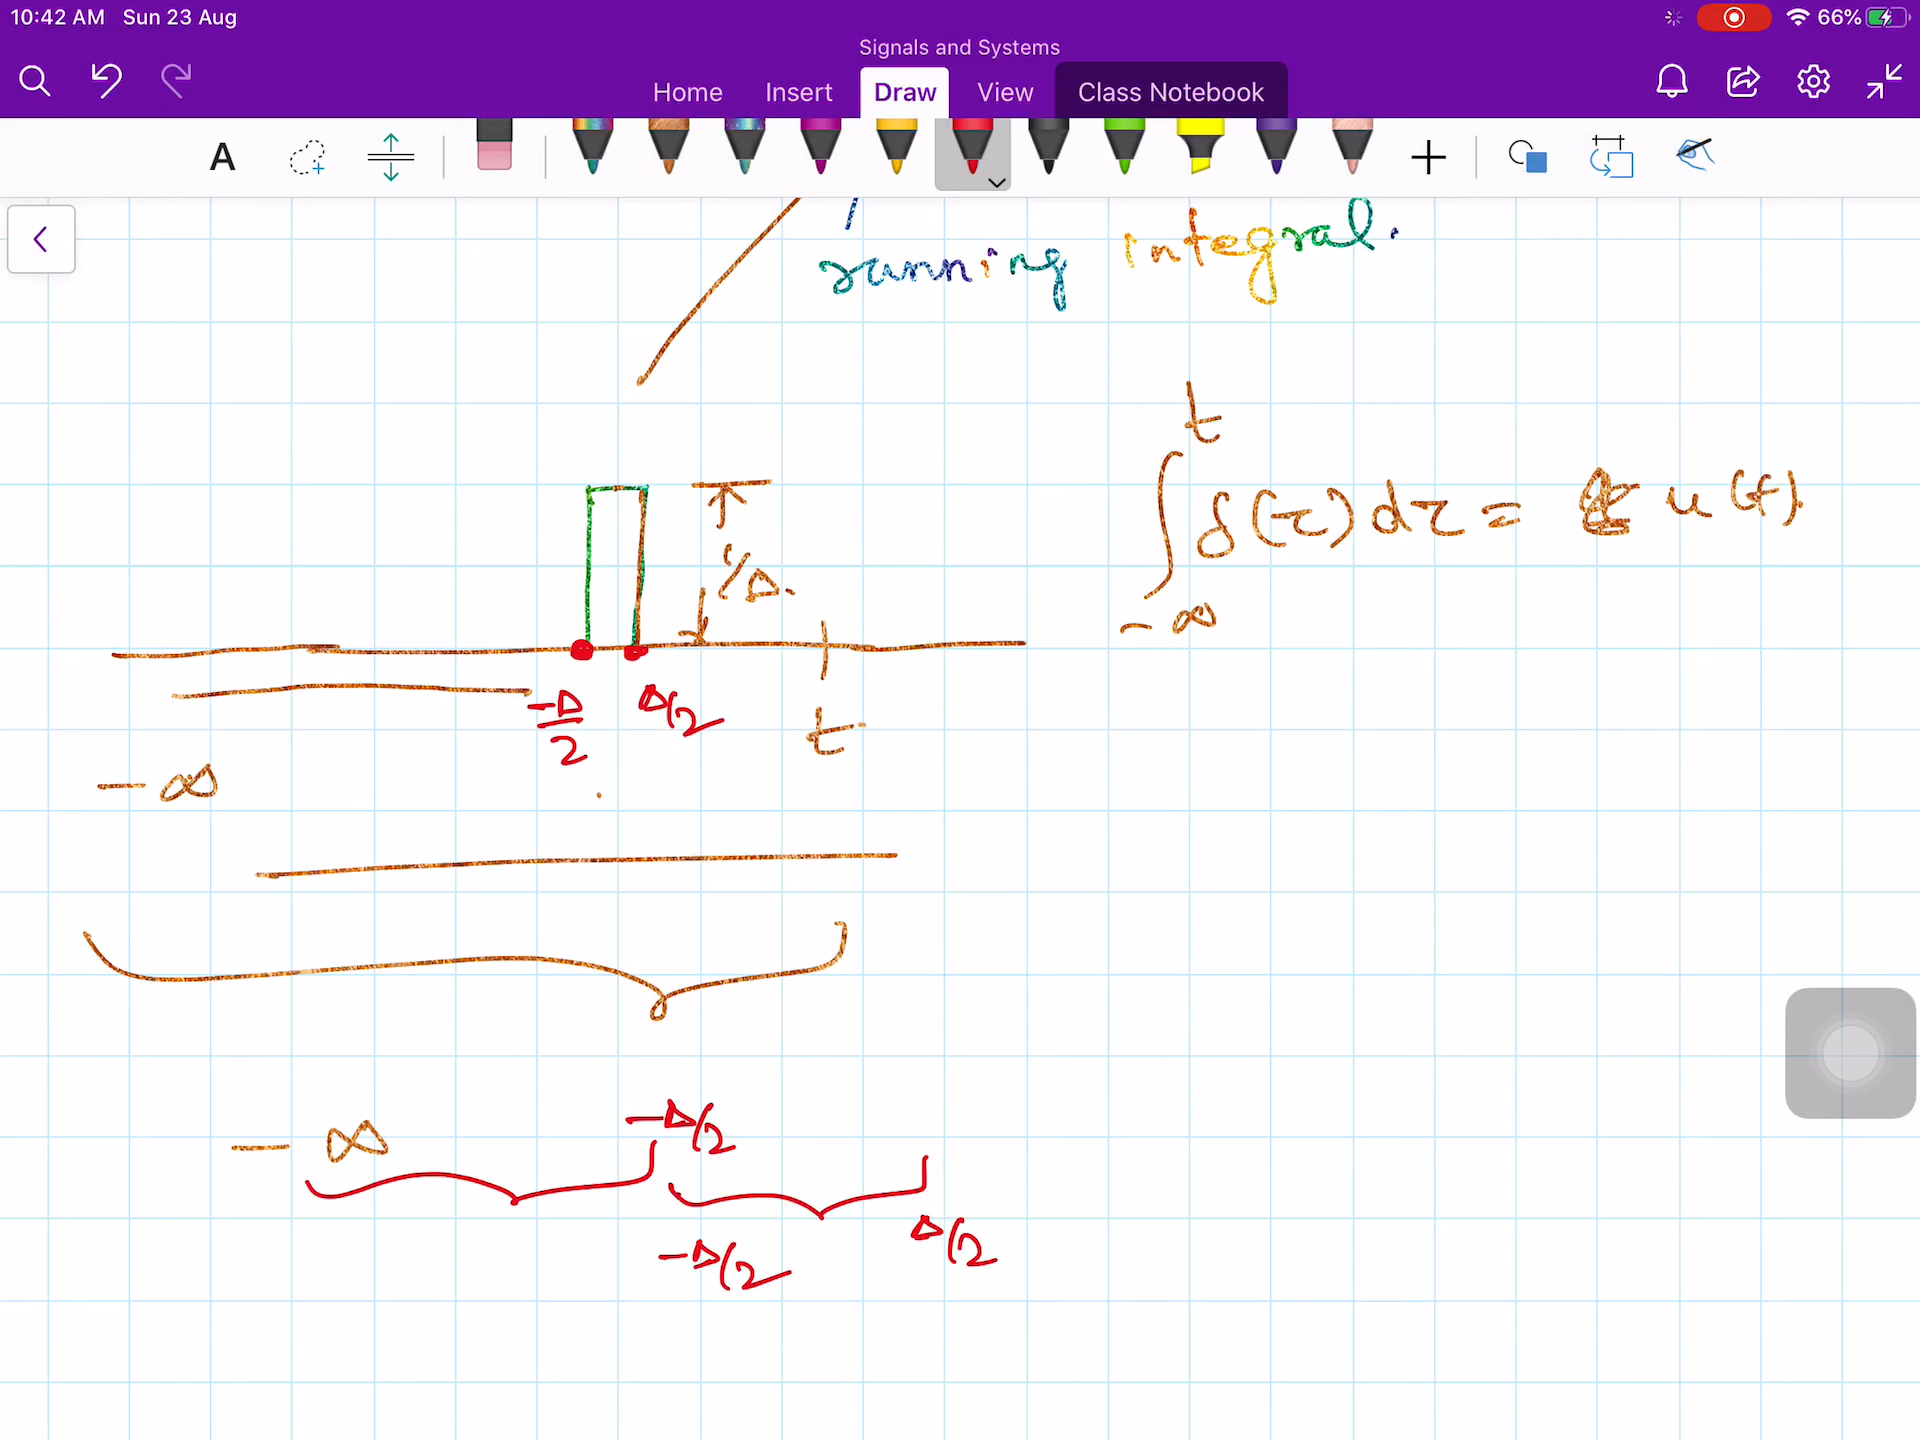 10:42 AM Sun 23 Aug
66%
Signals and Systems
Home Insert Draw View Class Notebook
A
running integral.
t
∫ δ(τ)dτ = u(t).
-∞
1/Δ.
-Δ/2 Δ/2 t
-∞
-∞ -Δ/2
-Δ/2 Δ/2